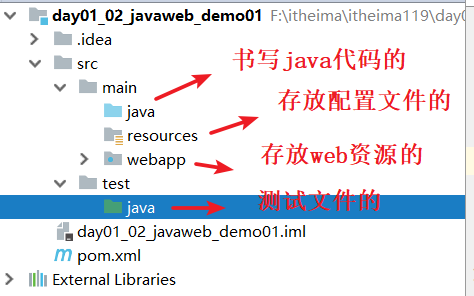 day01_02_javaweb_demo01 F:\itheima\itheima119\day0
.idea
src
书写java代码的
main
存放配置文件的
java
resources
存放web资源的
webapp
test
测试文件的
java
day01_02_javaweb_demo01.iml
m pom.xml
External Libraries